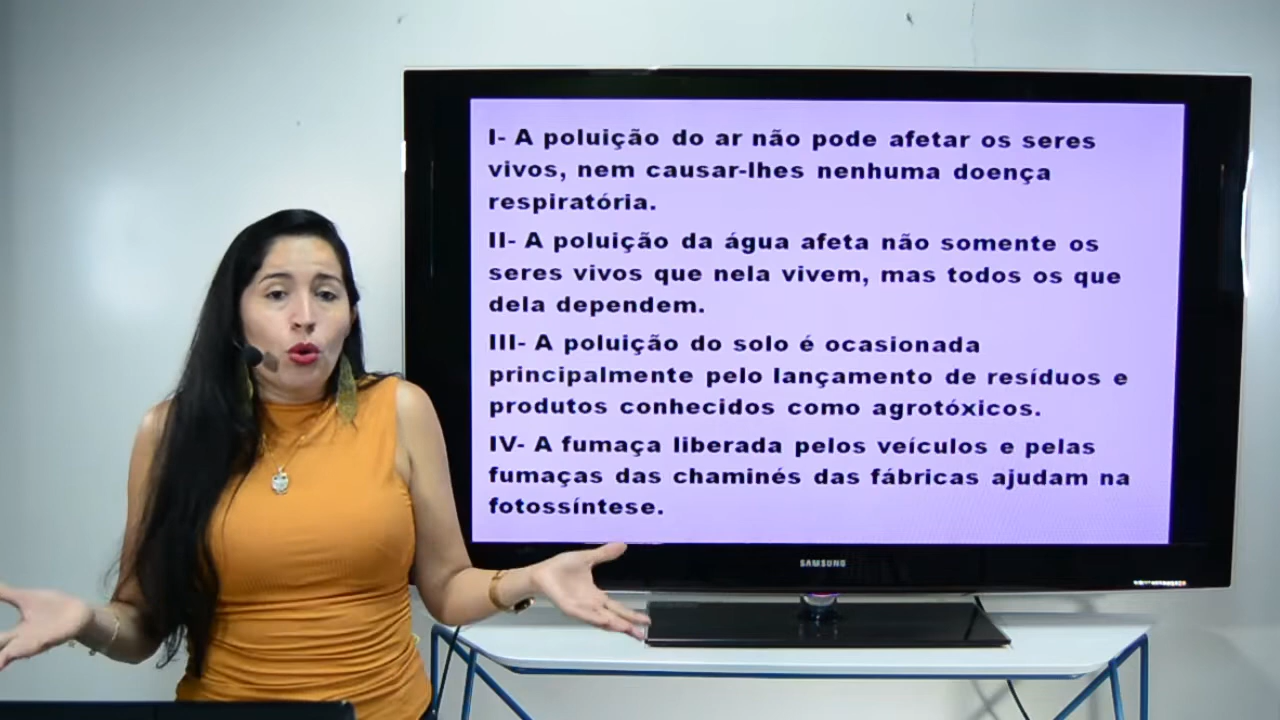 I- A poluição do ar não pode afetar os seres
vivos, nem causar-lhes nenhuma doença
respiratória.
II- A poluição da água afeta não somente os
seres vivos que nela vivem, mas todos os que
dela dependem.
III- A poluição do solo é ocasionada
principalmente pelo lançamento de resíduos e
produtos conhecidos como agrotóxicos.
IV- A fumaça liberada pelos veículos e pelas
fumaças das chaminés das fábricas ajudam na
fotossíntese.
SAMSUNG